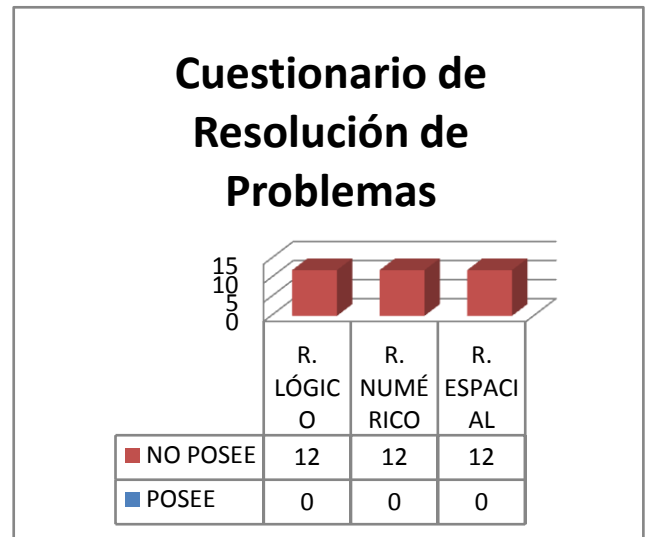 Cuestionario de
Resolución de
Problemas
15
10
5
0
R. LÓGIC O R. NUMÉ RICO R. ESPACI AL
NO POSEE 12 12 12
POSEE 0 0 0